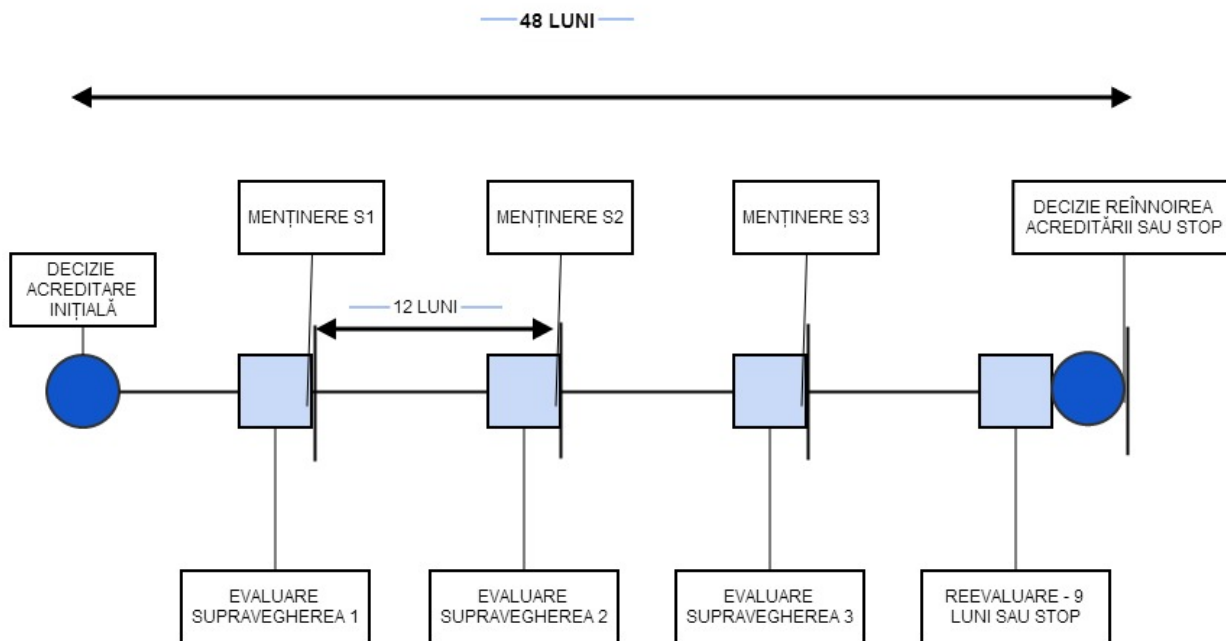 48 LUNI
MENȚINERE S1
MENȚINERE S2
MENȚINERE S3
DECIZIE REÎNNOIREA
ACREDITĂRII SAU STOP
DECIZIE
ACREDITARE
INIȚIALĂ
12 LUNI
EVALUARE
SUPRAVEGHEREA 1
EVALUARE
SUPRAVEGHEREA 2
EVALUARE
SUPRAVEGHEREA 3
REEVALUARE - 9
LUNI SAU STOP